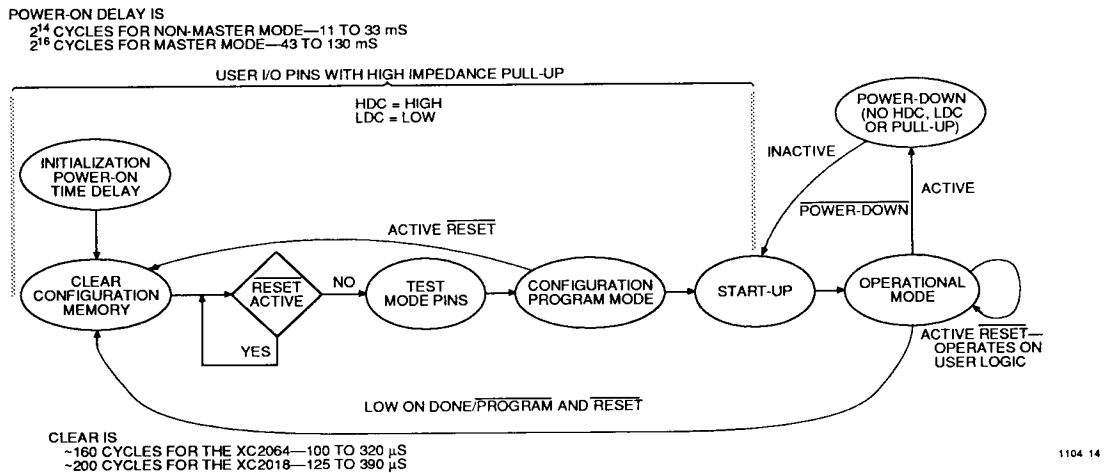 POWER-ON DELAY IS
2¹⁴ CYCLES FOR NON-MASTER MODE—11 TO 33 mS
2¹⁶ CYCLES FOR MASTER MODE—43 TO 130 mS
USER I/O PINS WITH HIGH IMPEDANCE PULL-UP
HDC = HIGH
LDC = LOW
POWER-DOWN
(NO HDC, LDC
OR PULL-UP)
INITIALIZATION
POWER-ON
TIME DELAY
INACTIVE
ACTIVE
POWER-DOWN
ACTIVE RESET
CLEAR
CONFIGURATION
MEMORY
RESET
ACTIVE
NO
YES
TEST
MODE PINS
CONFIGURATION
PROGRAM MODE
START-UP
OPERATIONAL
MODE
ACTIVE RESET—
OPERATES ON
USER LOGIC
LOW ON DONE/PROGRAM AND RESET
CLEAR IS
~160 CYCLES FOR THE XC2064—100 TO 320 µS
~200 CYCLES FOR THE XC2018—125 TO 390 µS
1104 14